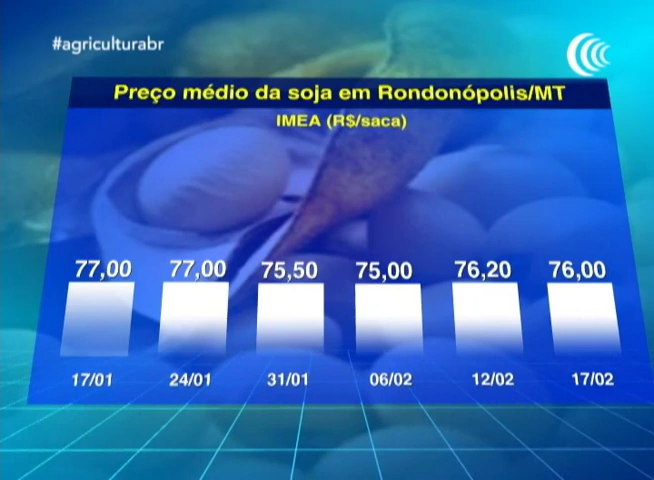 #agriculturabr
Preço médio da soja em Rondonópolis/MT
IMEA (R$/saca)
77,00 77,00 75,50 75,00 76,20 76,00
17/01 24/01 31/01 06/02 12/02 17/02